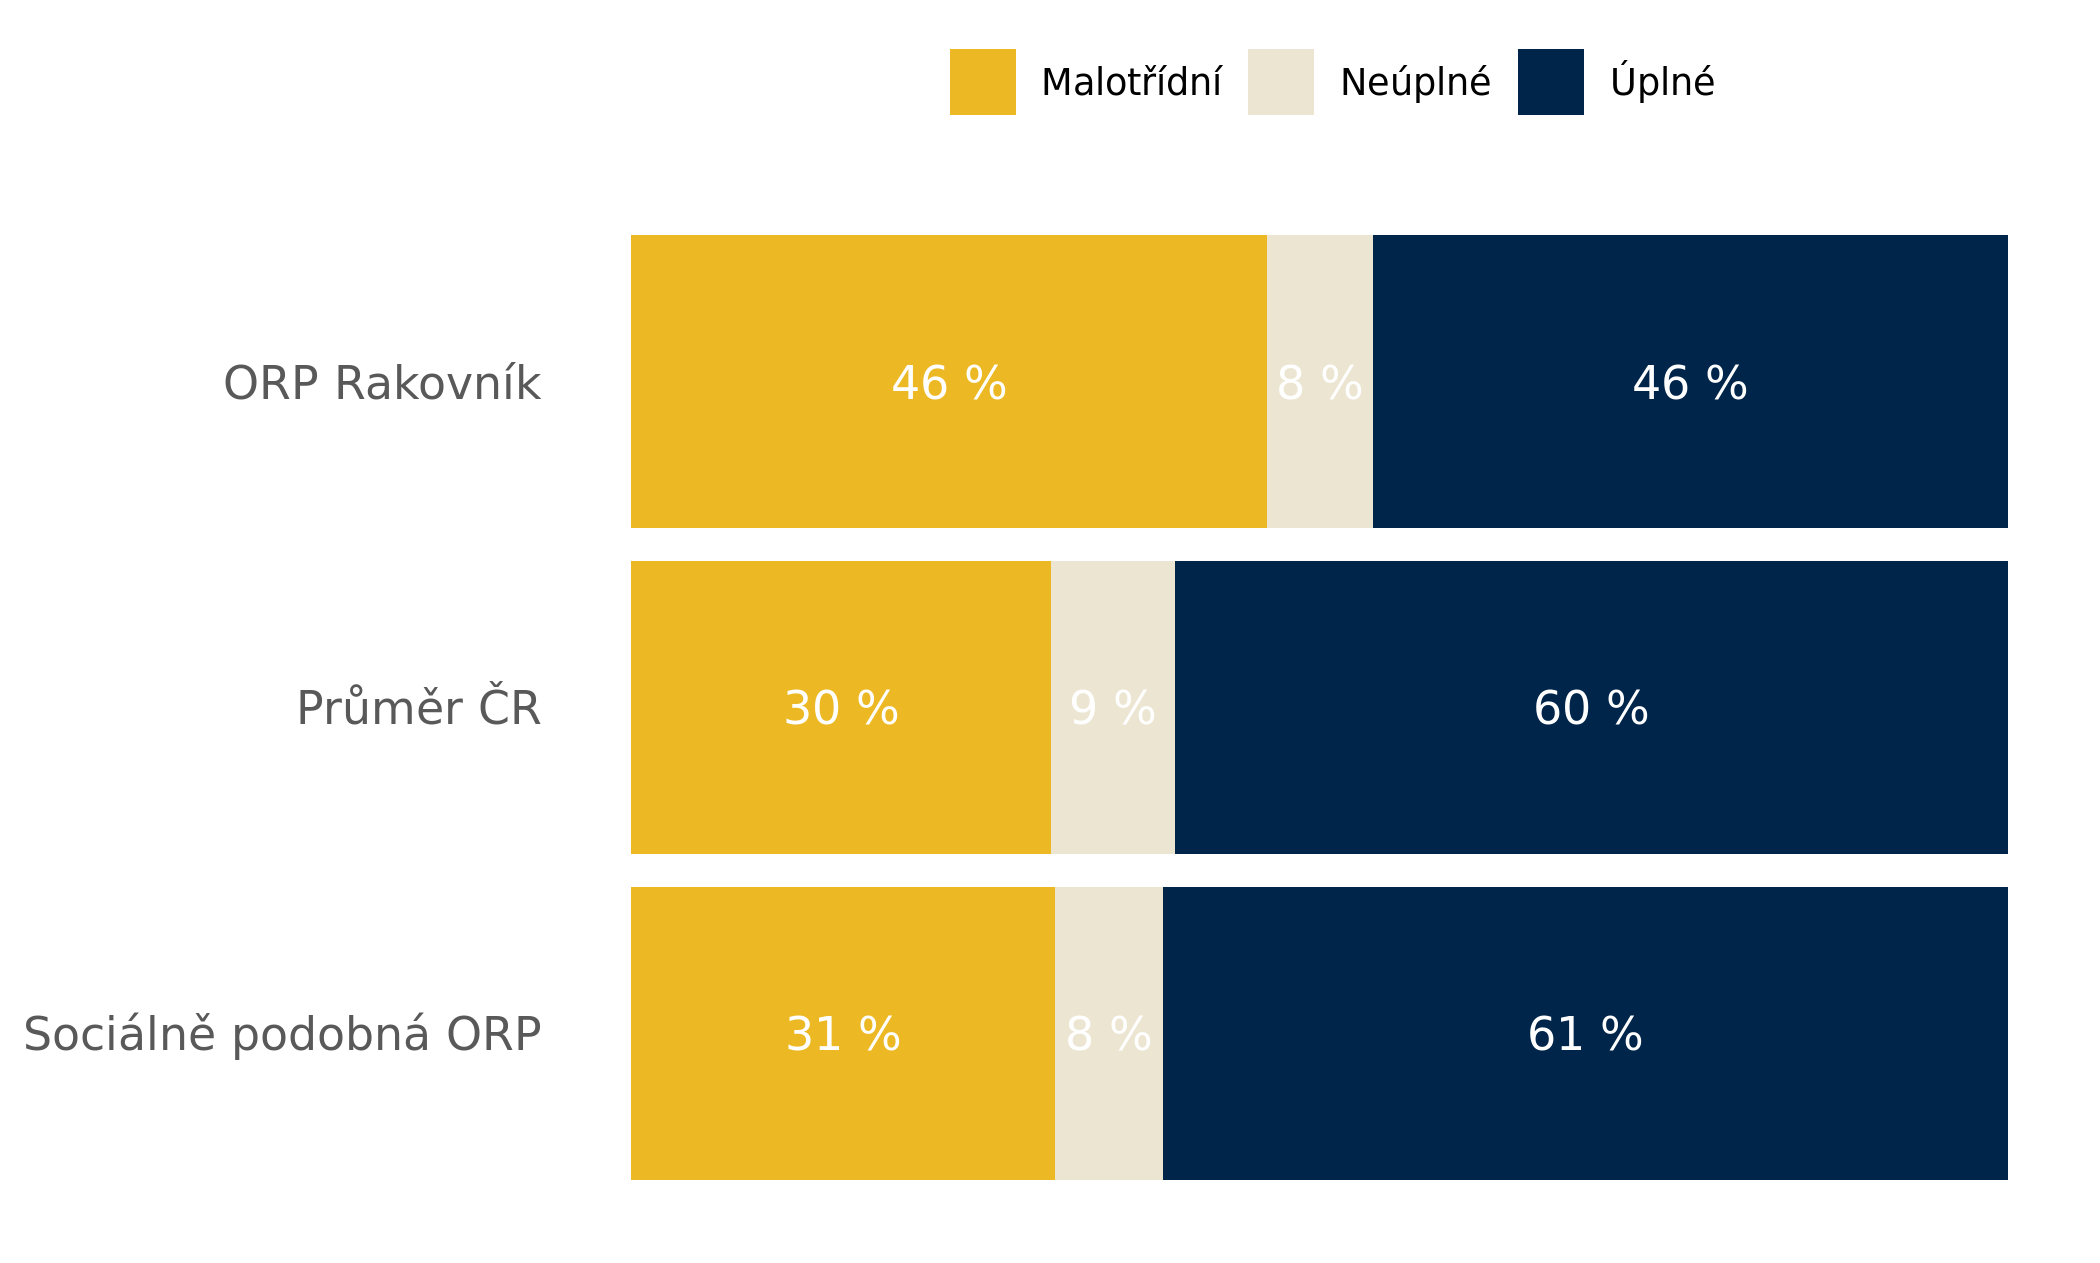 Malotřídní Neúplné Úplné
ORP Rakovník 46 % 8 % 46 %
Průměr ČR 30 % 9 % 60 %
Sociálně podobná ORP 31 % 8 % 61 %